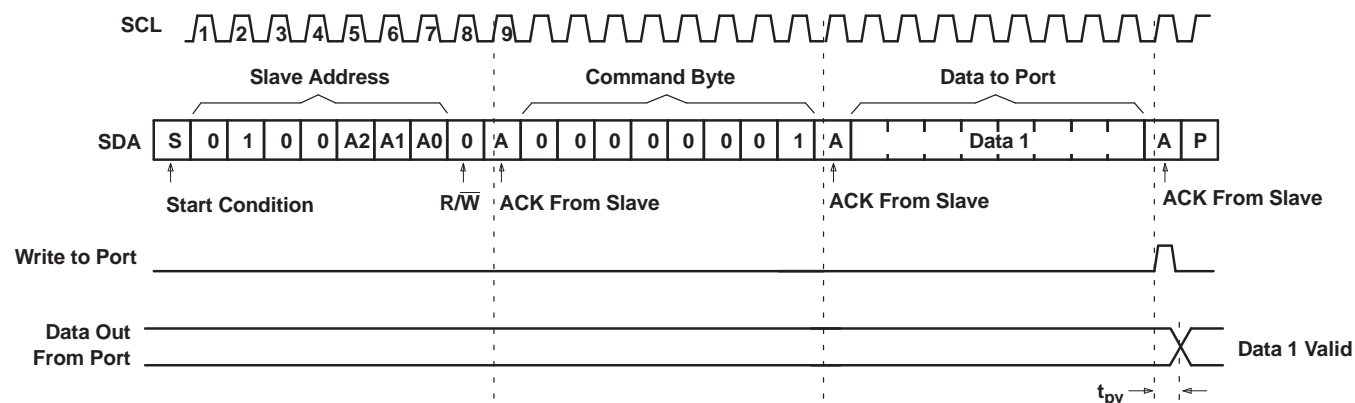 SCL 1 2 3 4 5 6 7 8 9
Slave Address Command Byte Data to Port
SDA S 0 1 0 0 A2 A1 A0 0 A 0 0 0 0 0 0 0 1 A Data 1 A P
Start Condition R/W̅ ACK From Slave ACK From Slave ACK From Slave
Write to Port
Data Out
From Port
Data 1 Valid
tpv